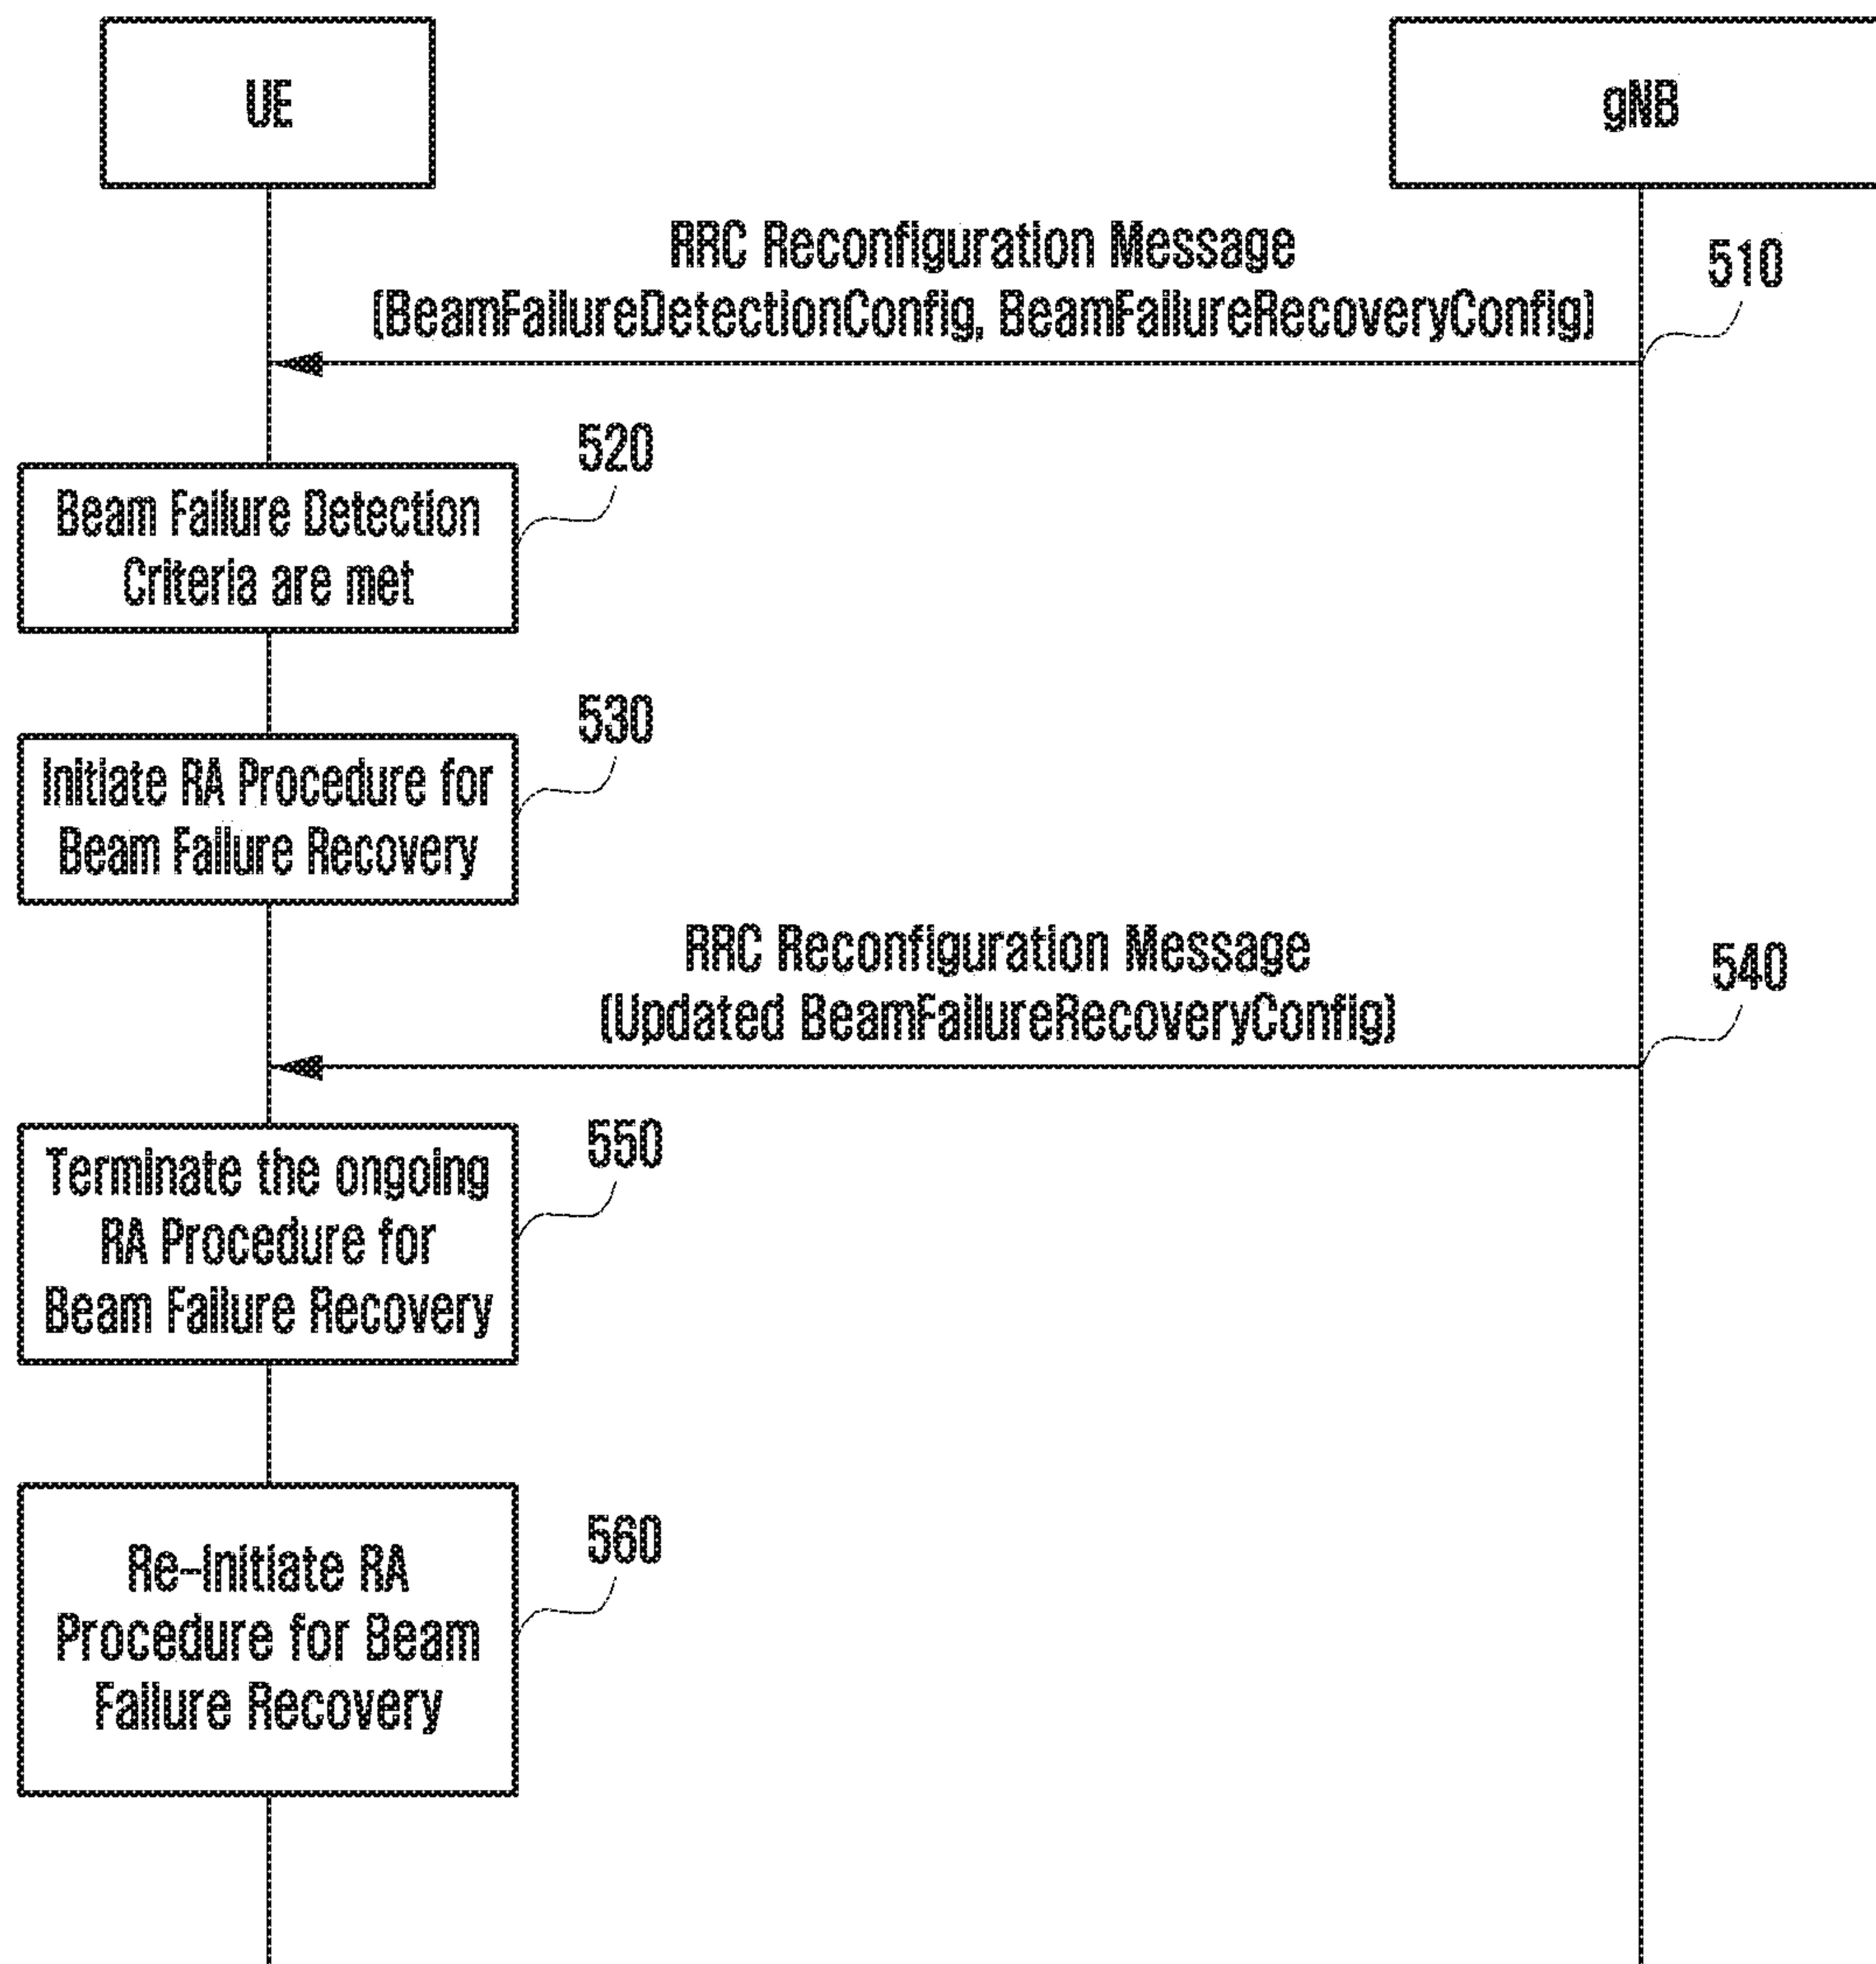 UE
gNB
RRC Reconfiguration Message
(BeamFailureDetectionConfig, BeamFailureRecoveryConfig)
510
520
Beam Failure Detection
Criteria are met
530
Initiate RA Procedure for
Beam Failure Recovery
RRC Reconfiguration Message
(Updated BeamFailureRecoveryConfig)
540
550
Terminate the ongoing
RA Procedure for
Beam Failure Recovery
560
Re-Initiate RA
Procedure for Beam
Failure Recovery